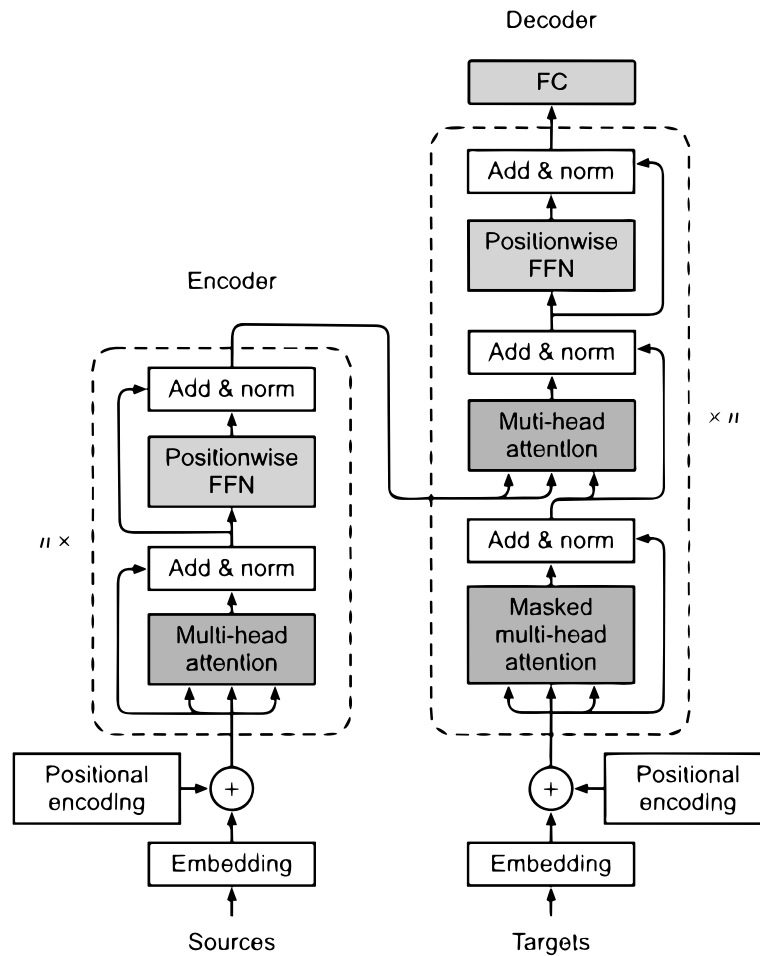 Decoder
FC
Add & norm
Positionwise
FFN
Encoder
Add & norm
Add & norm
Muti-head
attention
× n
Positionwise
FFN
n ×
Add & norm
Add & norm
Multi-head
attention
Masked
multi-head
attention
Positional
encoding
+
+
Positional
encoding
Embedding
Embedding
Sources
Targets